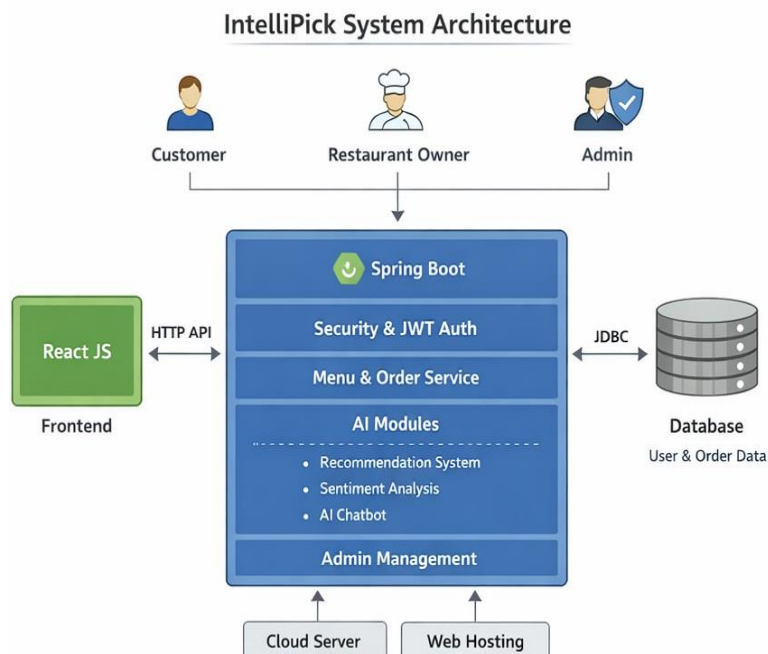 IntelliPick System Architecture
Customer
Restaurant Owner
Admin
Spring Boot
Security & JWT Auth
Menu & Order Service
AI Modules
• Recommendation System
• Sentiment Analysis
• AI Chatbot
Admin Management
React JS
HTTP API
Frontend
JDBC
Database
User & Order Data
Cloud Server
Web Hosting